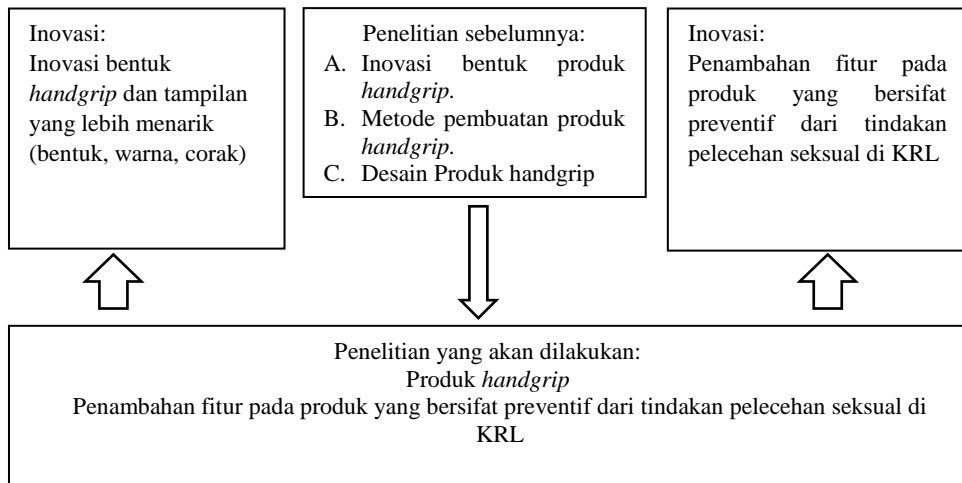 Inovasi:
Inovasi bentuk
handgrip dan tampilan
yang lebih menarik
(bentuk, warna, corak)
Penelitian sebelumnya:
A. Inovasi bentuk produk
handgrip.
B. Metode pembuatan produk
handgrip.
C. Desain Produk handgrip
Inovasi:
Penambahan fitur pada
produk yang bersifat
preventif dari tindakan
pelecehan seksual di KRL
Penelitian yang akan dilakukan:
Produk handgrip
Penambahan fitur pada produk yang bersifat preventif dari tindakan pelecehan seksual di
KRL